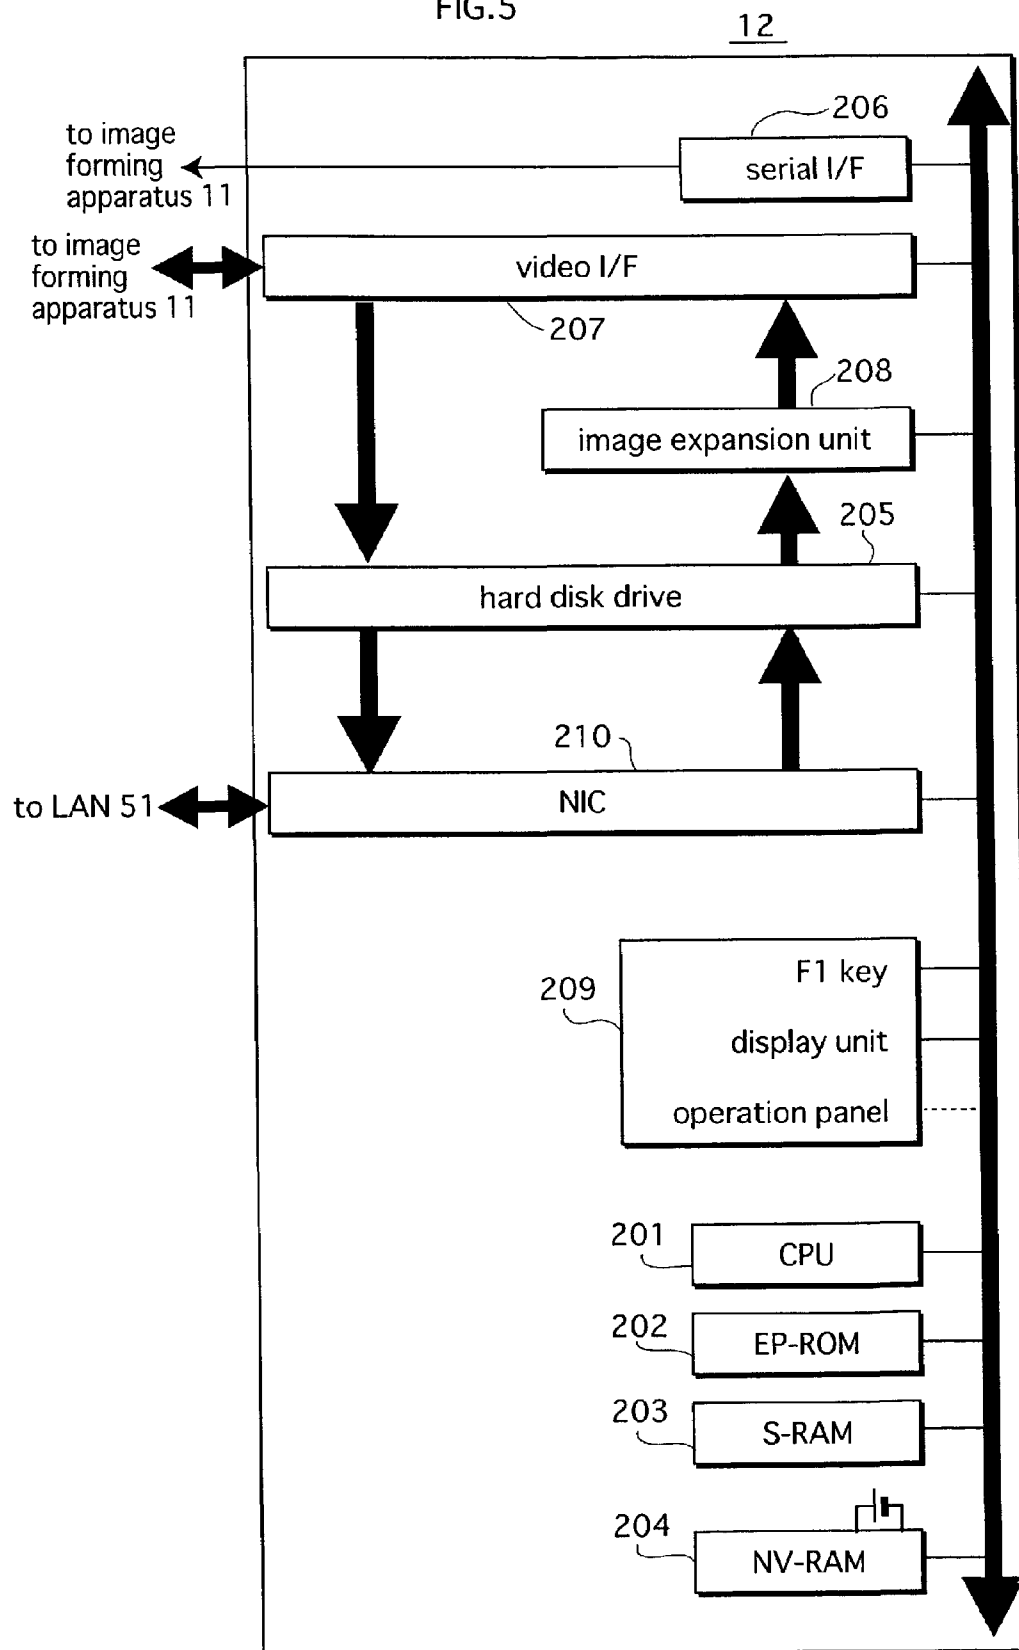 FIG.5
12
206
to image
forming
apparatus 11
serial I/F
to image
forming
apparatus 11
video I/F
207
208
image expansion unit
205
hard disk drive
210
to LAN 51
NIC
209
F1 key
display unit
operation panel
201
CPU
202
EP-ROM
203
S-RAM
204
NV-RAM